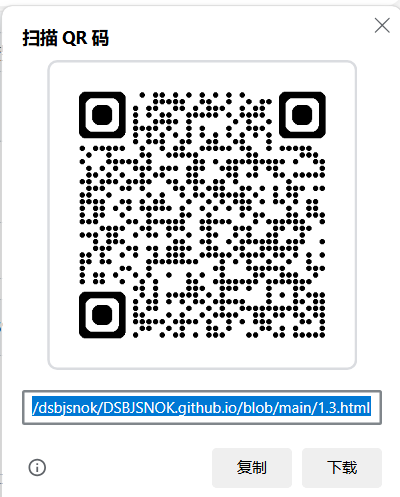 扫描 QR 码
/dsbjsnok/DSBJSNOK.github.io/blob/main/1.3.html
复制
下载